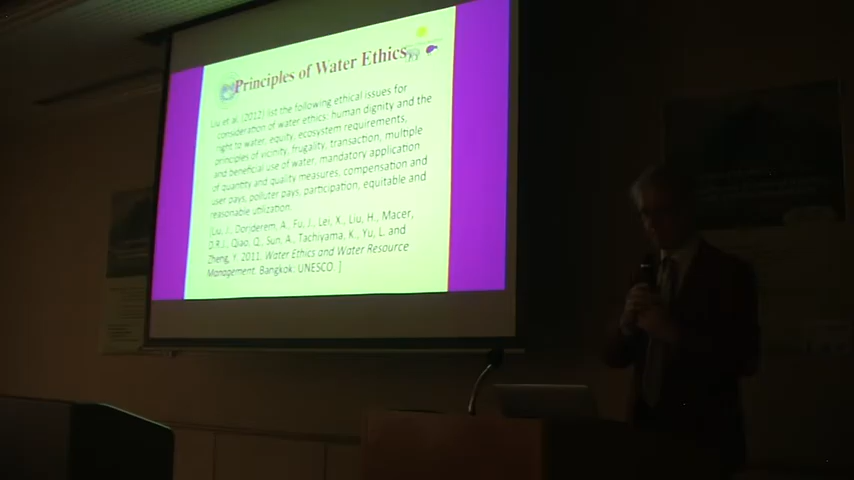 Principles of Water Ethics
Liu et al. (2012) list the following ethical issues for
consideration of water ethics: human dignity and the
right to water, equity, ecosystem requirements,
principles of vicinity, frugality, transaction, multiple
and beneficial use of water, mandatory application
of quantity and quality measures, compensation and
user pays, polluter pays, participation, equitable and
reasonable utilization.
[Liu, J., Dorjderem, A., Fu, J., Lei, X., Liu, H., Macer,
D.R.J., Qiao, Q., Sun, A., Tachiyama, K., Yu, L. and
Zheng, Y. 2011. Water Ethics and Water Resource
Management. Bangkok: UNESCO. ]